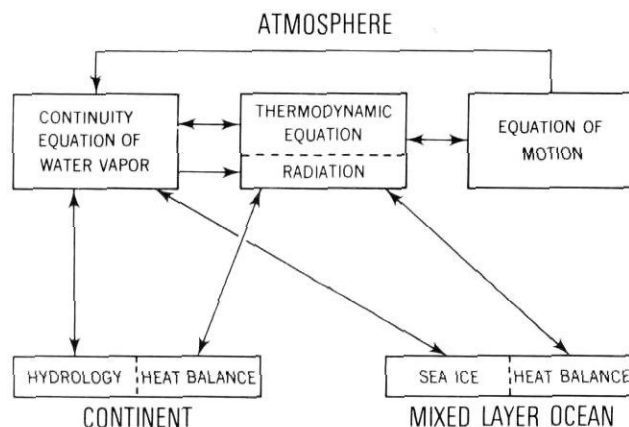 ATMOSPHERE
CONTINUITY
EQUATION OF
WATER VAPOR
THERMODYNAMIC
EQUATION
RADIATION
EQUATION OF
MOTION
HYDROLOGY
HEAT BALANCE
CONTINENT
SEA ICE
HEAT BALANCE
MIXED LAYER OCEAN